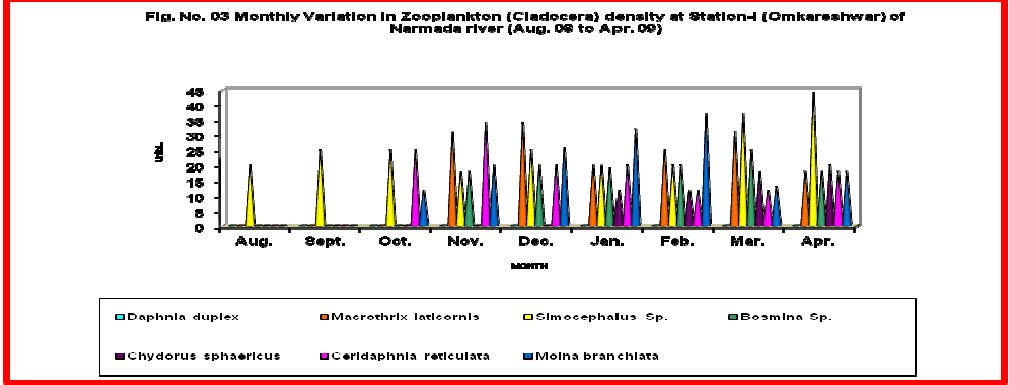 Fig. No. 03 Monthly Variation in Zooplankton (Cladocera) density at Station-I (Omkareshwar) of
Narmada river (Aug. 08 to Apr. 09)
45
40
35
30
25
20
15
10
5
0
Aug. Sept. Oct. Nov. Dec. Jan. Feb. Mar. Apr.
MONTH
Daphnia duplex Macrothrix laticornis Simocephallus Sp. Bosmina Sp.
Chydorus sphaericus Ceridaphnia reticulata Moina branchiata